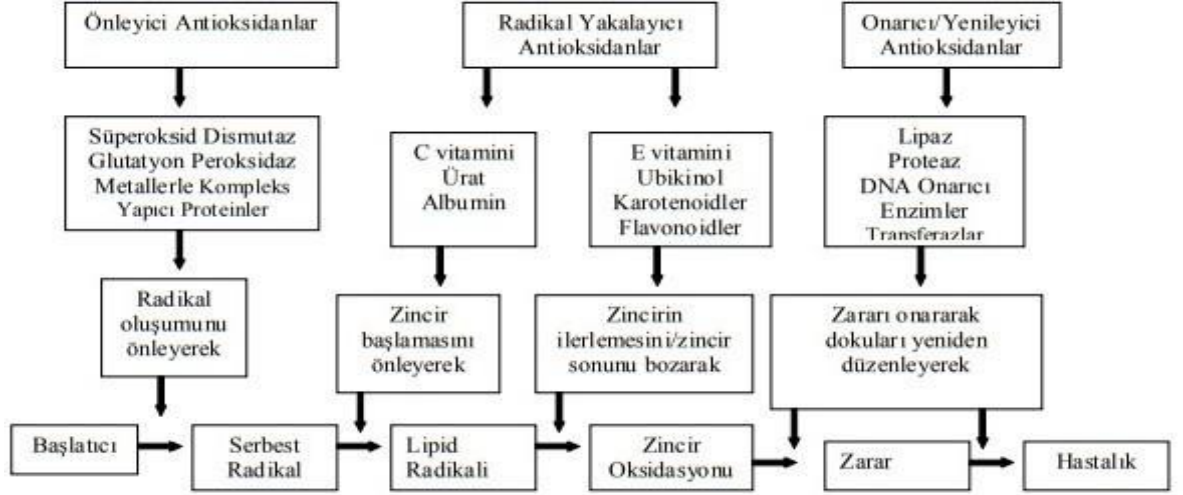 Önleyici Antioksidanlar
Radikal Yakalayıcı
Antioksidanlar
Onarıcı/Yenileyici
Antioksidanlar
Süperoksid Dismutaz
Glutatyon Peroksidaz
Metallerle Kompleks
Yapıcı Proteinler
C vitamini
Ürat
Albumin
E vitamini
Ubikinol
Karotenoidler
Flavonoidler
Lipaz
Proteaz
DNA Onarıcı
Enzimler
Transferazlar
Radikal
oluşumunu
önleyerek
Zincir
başlamasını
önleyerek
Zincirin
ilerlemesini/zincir
sonunu bozarak
Zararı onararak
dokuları yeniden
düzenleyerek
Başlatıcı
Serbest
Radikal
Lipid
Radikali
Zincir
Oksidasyonu
Zarar
Hastalık